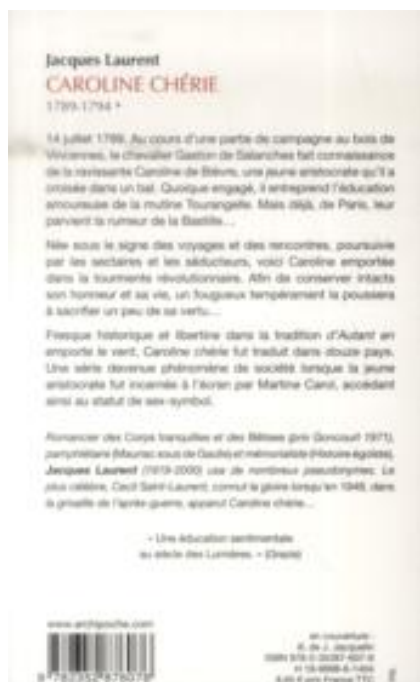 Jacques Laurent
CAROLINE CHÉRIE
1789-1794 *
14 juillet 1789. Au cours d'une partie de campagne au bois de
Vincennes, le chevalier Gaston de Salanches fait connaissance
de la ravissante Caroline de Bièvre, une jeune aristocrate qu'il a
croisée dans un bal. Quoique engagé, il entreprend l'éducation
amoureuse de la mutine Tourangelle. Mais déjà, de Paris, leur
parvient la rumeur de la Bastille...
Née sous le signe des voyages et des rencontres, poursuivie
par les sectaires et les séducteurs, voici Caroline emportée
dans la tourmente révolutionnaire. Afin de conserver intacts
son honneur et sa vie, un fougueux tempérament la poussera
à sacrifier un peu de sa vertu...
Fresque historique et libertine dans la tradition d'Autant en
emporte le vent, Caroline chérie fut traduit dans douze pays.
Une série devenue phénomène de société lorsque la jeune
aristocrate fut incarnée à l'écran par Martine Carol, accédant
ainsi au statut de sex-symbol.
Romancier des Corps tranquilles et des Bêtises (prix Goncourt 1971),
pamphlétaire (Mauriac sous de Gaulle) et mémorialiste (Histoire égoïste),
Jacques Laurent (1919-2000) usa de nombreux pseudonymes. Le
plus célèbre, Cecil Saint-Laurent, connut la gloire lorsqu'en 1948, dans
la grisaille de l'après-guerre, apparut Caroline chérie...
« Une éducation sentimentale
au siècle des Lumières. »
www.archipoche.com
en couverture :
9 782352 876076